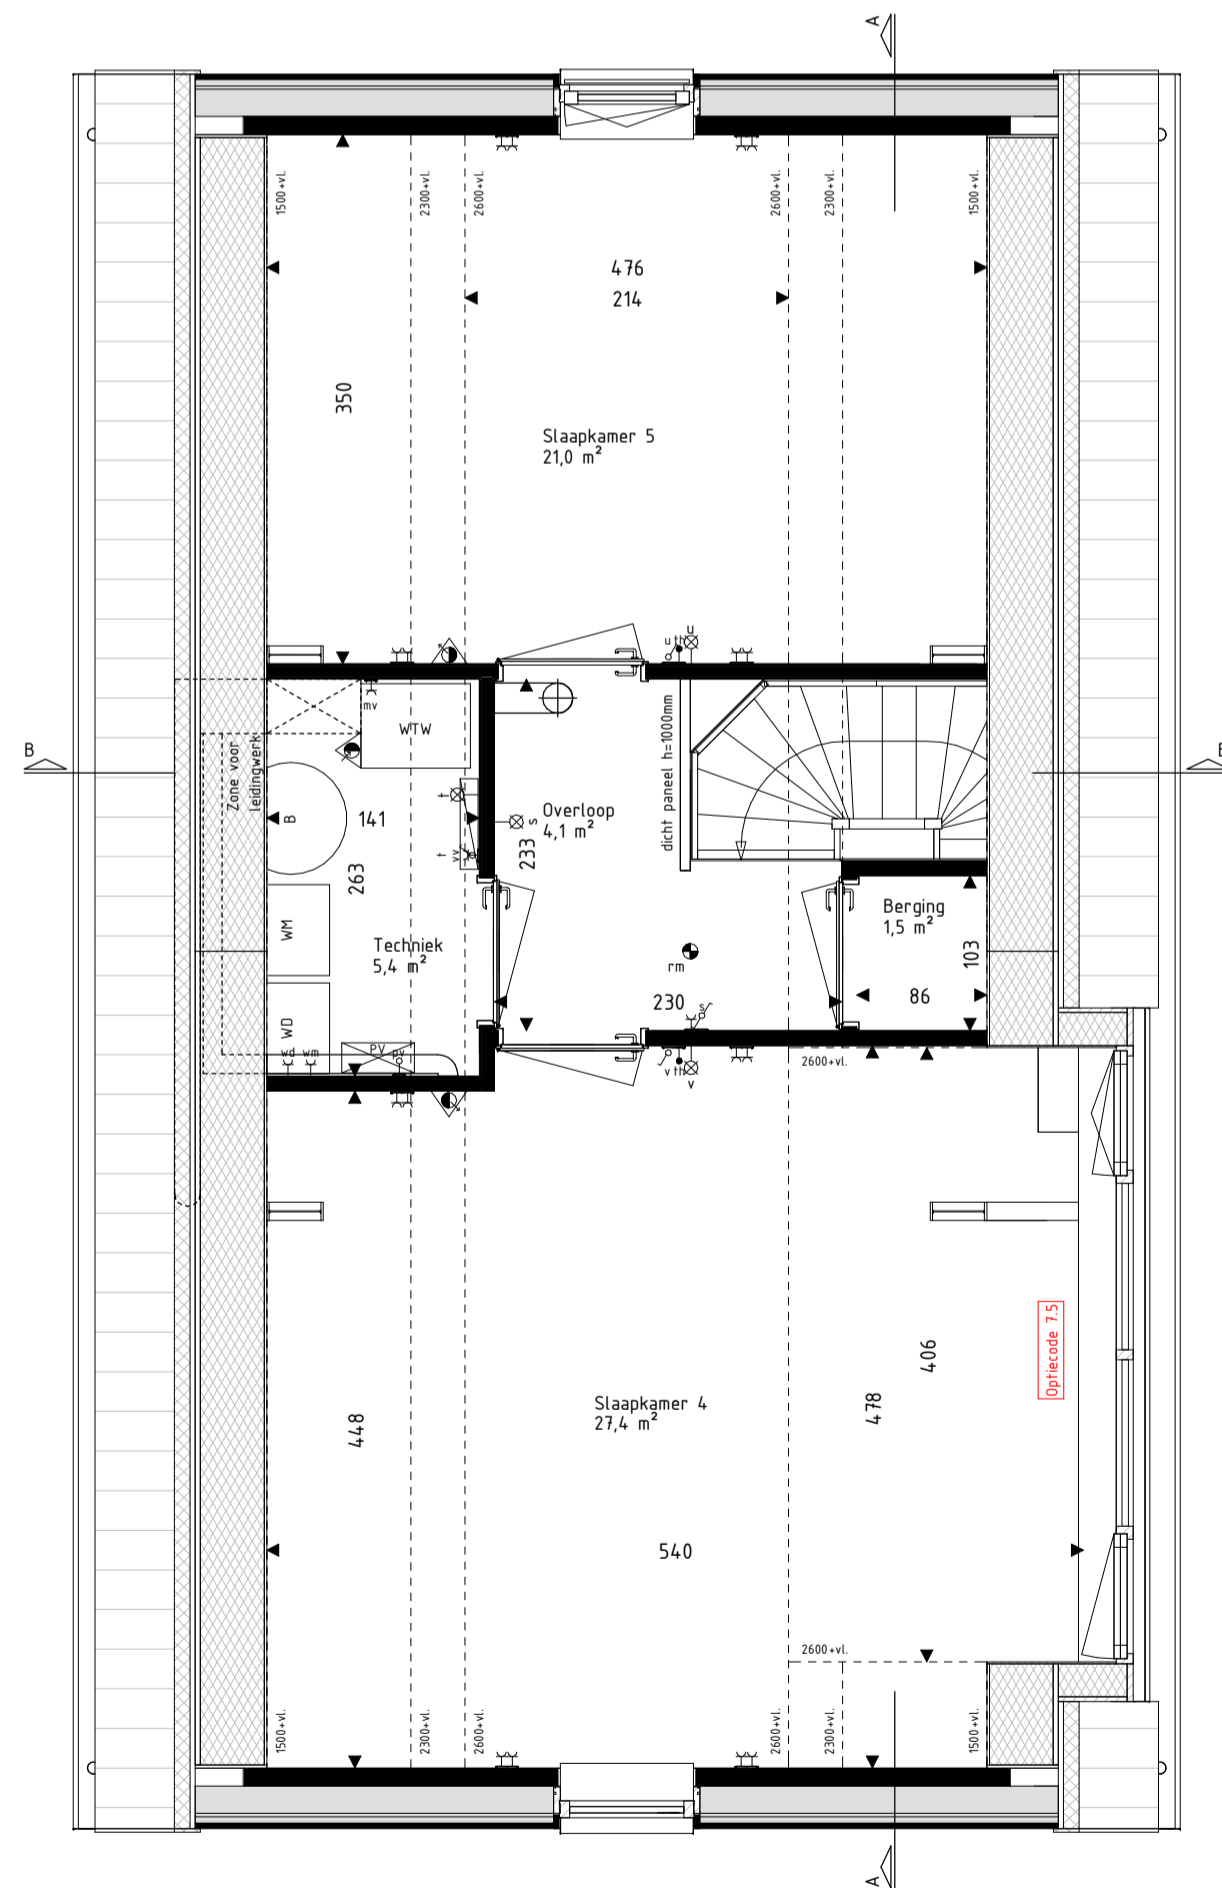 A
1500+vl.
2300+vl.
2600+vl.
2600+vl.
2300+vl.
1500+vl.
476
214
350
Slaapkamer 5
21,0 m²
u
th
u
mv
WTW
dicht paneel h=1000mm
B
B
Zone voor
leidingwerk
t
B
141
Overloop
4,1 m²
s
t
vv
233
263
WM
Techniek
5,4 m²
Berging
1,5 m²
103
rm
86
230
s
WD
wd
wm
PV
pv
v
th
v
2600+vl.
Optiecode 7.5
406
478
Slaapkamer 4
27,4 m²
448
540
2600+vl.
1500+vl.
2300+vl.
2600+vl.
2600+vl.
2300+vl.
1500+vl.
A